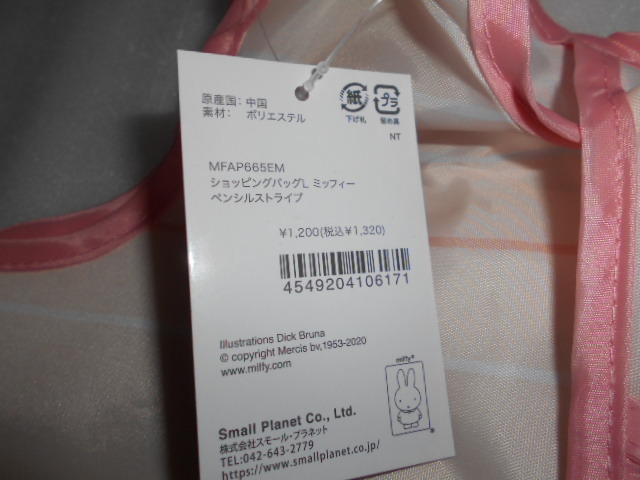 原産国：中国
素材： ポリエステル
紙
プラ
下げ札
留め具
NT
MFAP665EM
ショッピングバッグL ミッフィー
ペンシルストライプ
¥1,200(税込¥1,320)
4549204106171
Illustrations Dick Bruna
© copyright Mercis bv,1953-2020
www.miffy.com
miffy®
Small Planet Co., Ltd.
株式会社スモール・プラネット
TEL:042-643-2779
https://www.smallplanet.co.jp/